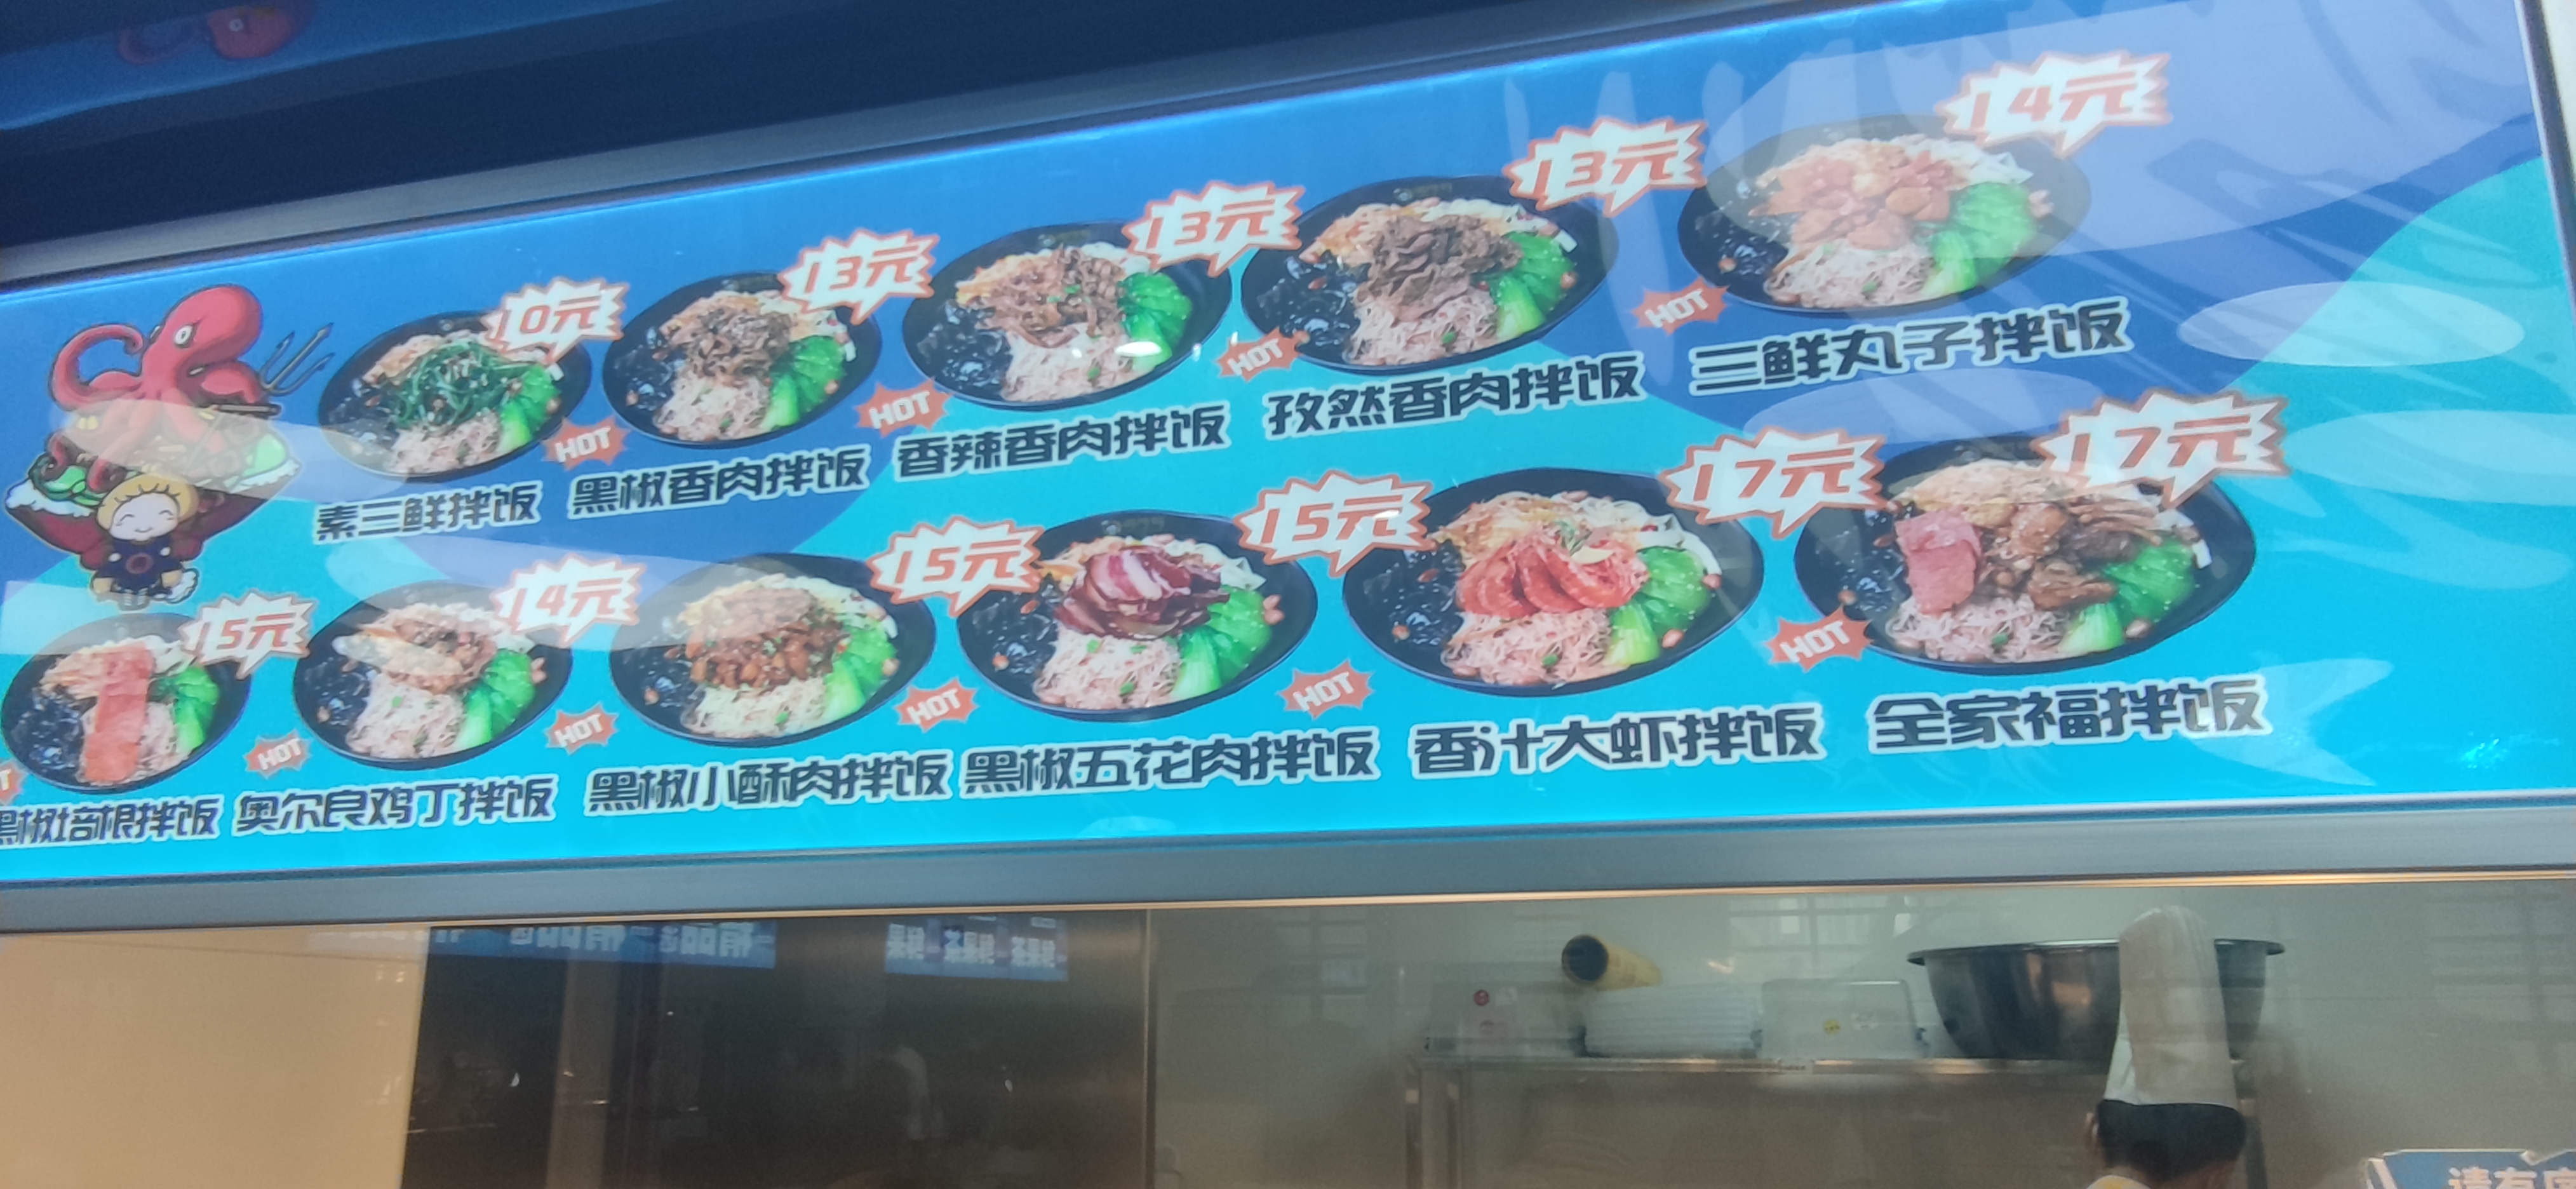 10元
13元
13元
13元
14元
HOT
HOT
HOT
HOT
素三鲜拌饭
黑椒香肉拌饭
香辣香肉拌饭
孜然香肉拌饭
三鲜丸子拌饭
15元
14元
15元
15元
17元
17元
HOT
HOT
HOT
HOT
HOT
黑椒培根拌饭
奥尔良鸡丁拌饭
黑椒小酥肉拌饭
黑椒五花肉拌饭
香汁大虾拌饭
全家福拌饭